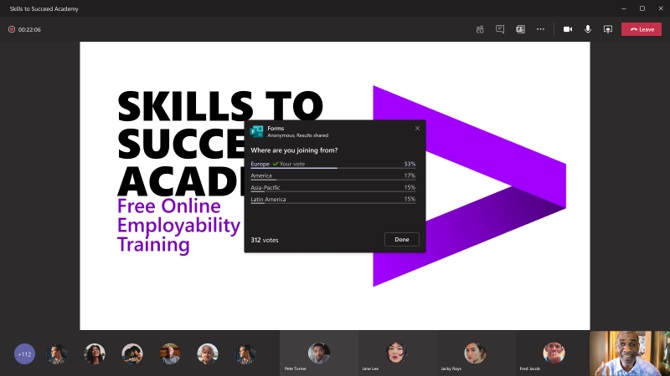 Skills to Succeed Academy
00:22:06
Leave
SKILLS TO
SUCCE
ACAD
Free Online
Employability
Training
Forms
Anonymous, Results shared
Where are you joining from?
Europe Your vote 53%
America 17%
Asia-Pacific 15%
Latin America 15%
312 votes
Done
+112
Pete Turner
Jane Lee
Jacky Rays
Fred Jacob